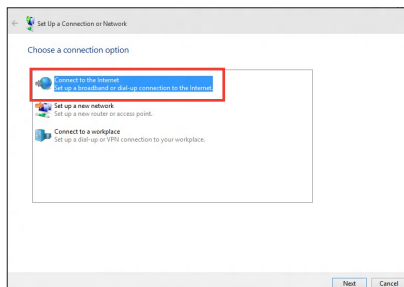 Set Up a Connection or Network
Choose a connection option
Connect to the Internet
Set up a broadband or dial-up connection to the Internet.
Set up a new network
Set up a new router or access point.
Connect to a workplace
Set up a dial-up or VPN connection to your workplace.
Next Cancel